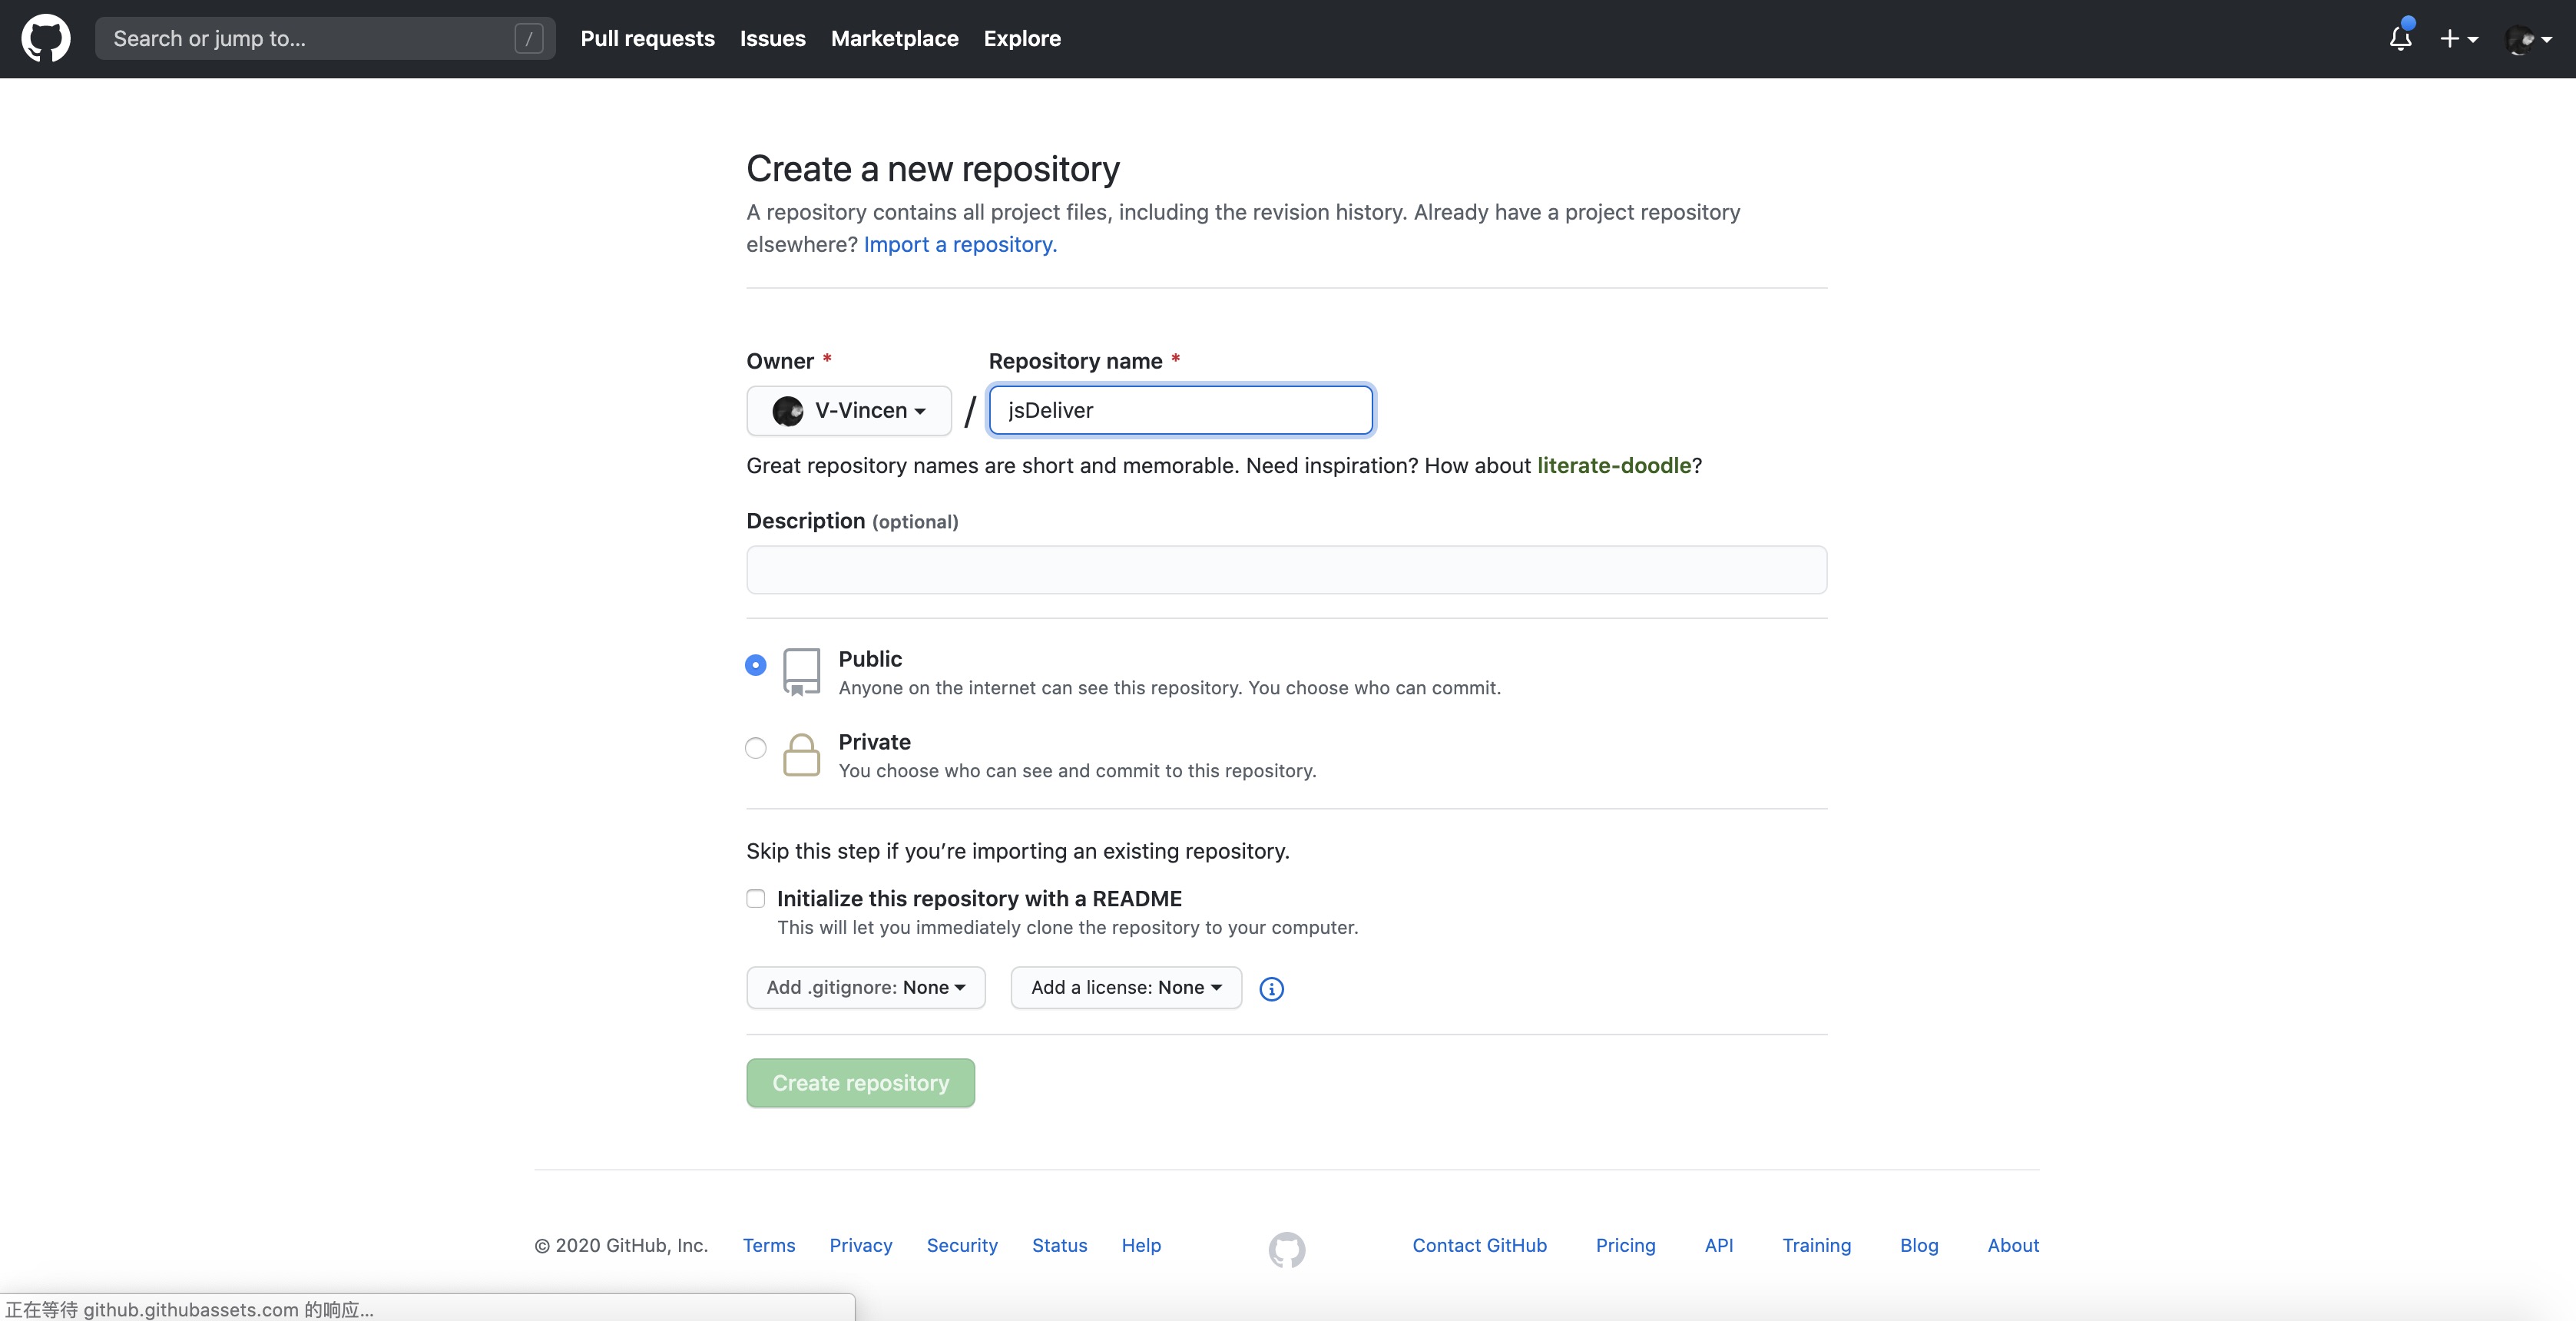 Search or jump to... /
Pull requests Issues Marketplace Explore
Create a new repository
A repository contains all project files, including the revision history. Already have a project repository
elsewhere? Import a repository.
Owner * Repository name *
V-Vincen / jsDeliver
Great repository names are short and memorable. Need inspiration? How about literate-doodle?
Description (optional)
Public
Anyone on the internet can see this repository. You choose who can commit.
Private
You choose who can see and commit to this repository.
Skip this step if you’re importing an existing repository.
Initialize this repository with a README
This will let you immediately clone the repository to your computer.
Add .gitignore: None Add a license: None
Create repository
© 2020 GitHub, Inc. Terms Privacy Security Status Help Contact GitHub Pricing API Training Blog About
正在等待 github.githubassets.com 的响应...